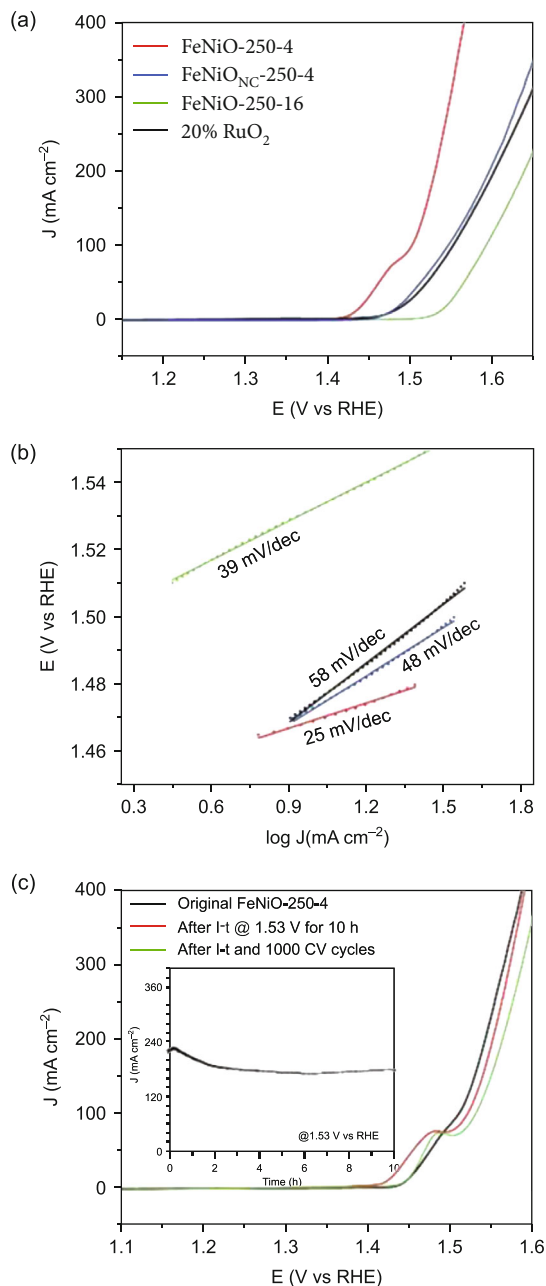 (a)
400
300
200
100
0
J (mA cm⁻²)
FeNiO-250-4
FeNiO_NC-250-4
FeNiO-250-16
20% RuO₂
1.2
1.3
1.4
1.5
1.6
E (V vs RHE)
(b)
1.54
1.52
1.50
1.48
1.46
E (V vs RHE)
39 mV/dec
58 mV/dec
48 mV/dec
25 mV/dec
0.3
0.6
0.9
1.2
1.5
1.8
log J(mA cm⁻²)
(c)
400
300
200
100
0
J (mA cm⁻²)
Original FeNiO-250-4
After I-t @ 1.53 V for 10 h
After I-t and 1000 CV cycles
360
240
120
0
J (mA cm⁻²)
@1.53 V vs RHE
0
2
4
6
8
10
Time (h)
1.1
1.2
1.3
1.4
1.5
1.6
E (V vs RHE)